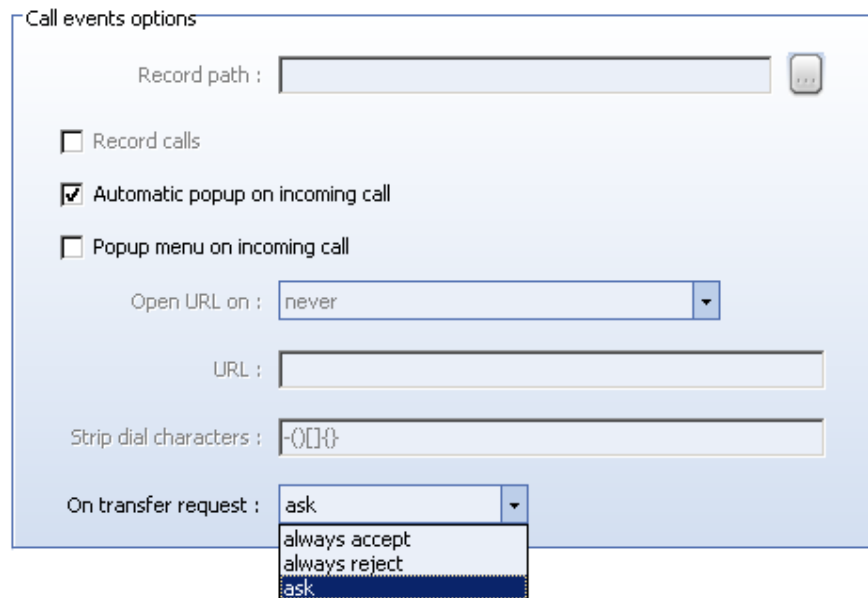 Call events options
Record path :
...
Record calls
Automatic popup on incoming call
Popup menu on incoming call
Open URL on : never
URL :
Strip dial characters : -()[]{}
On transfer request : ask
always accept
always reject
ask